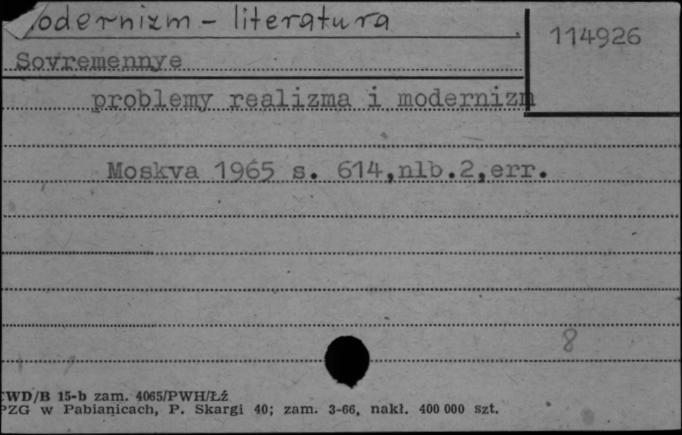 odernizm - literatura
114926
Sovremennye
problemy realizma i modernizm
Moskva 1965 s. 614,nlb.2,err.
8
WD/B 15-b zam. 4065/PWH/Łź
PZG w Pabianicach, P. Skargi 40; zam. 3-66, nakł. 400 000 szt.